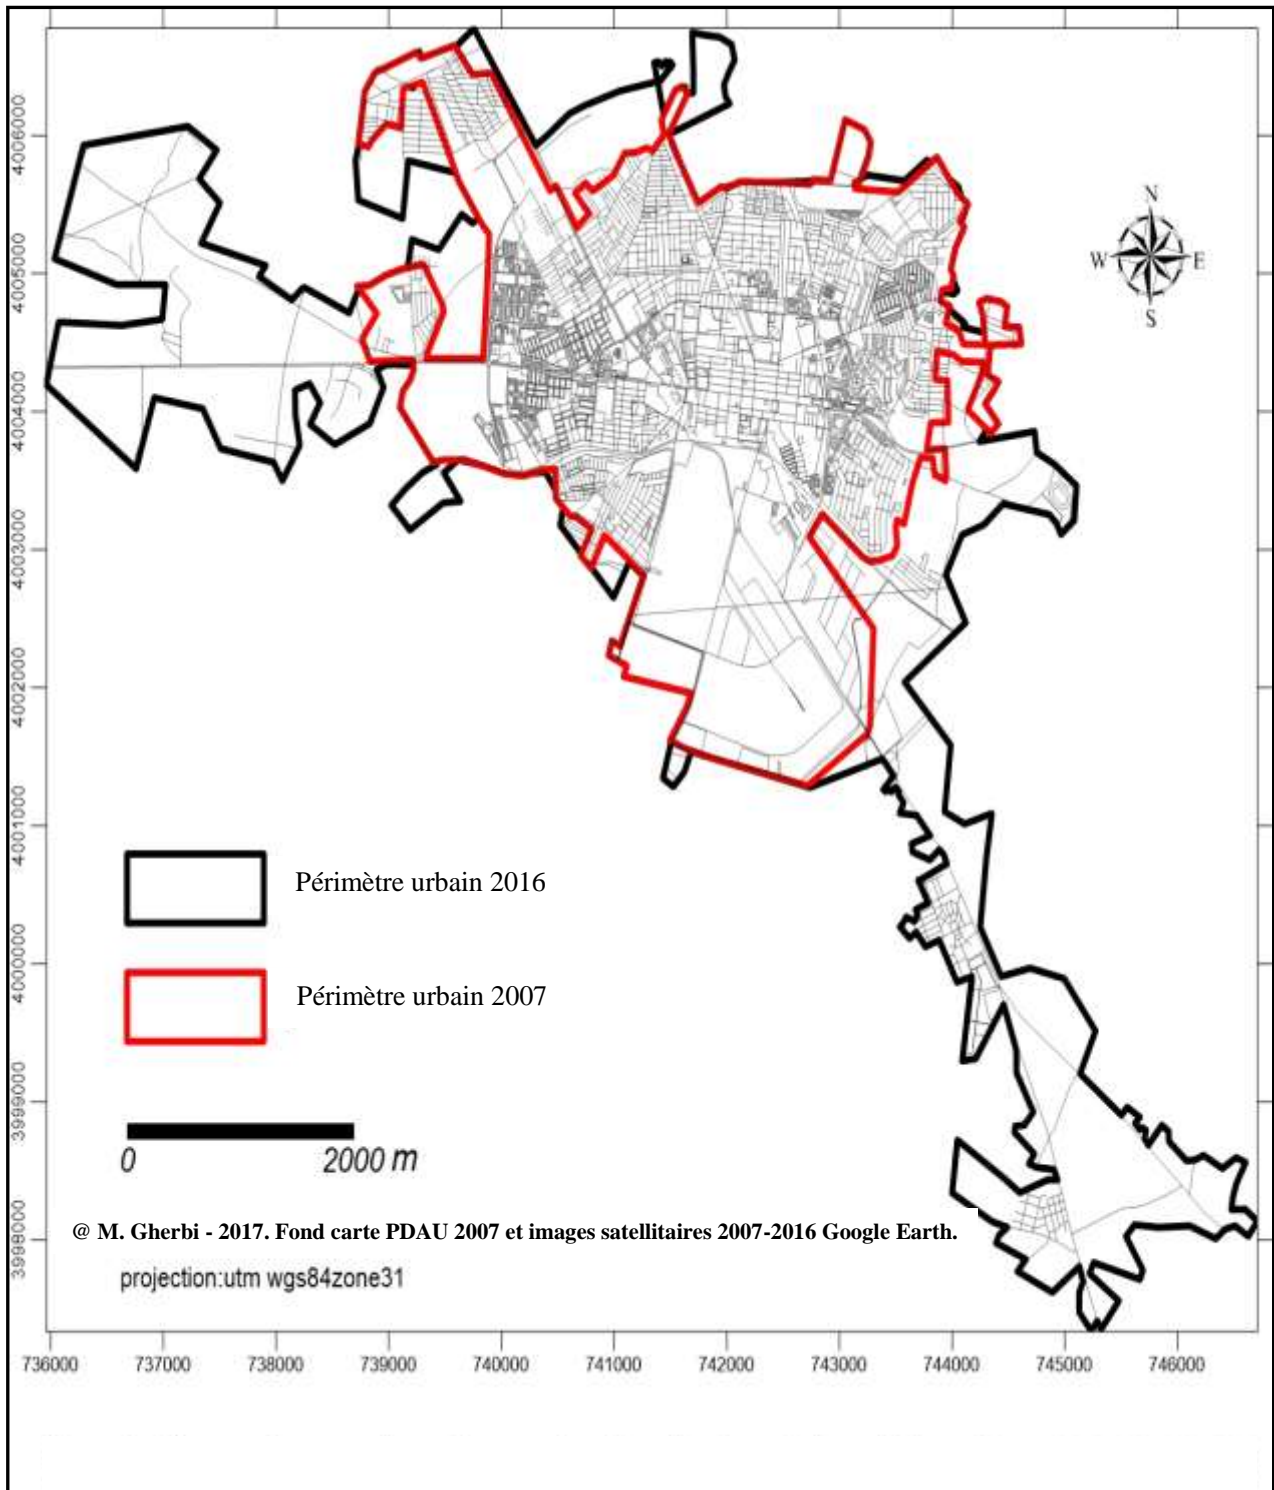 4006000
4005000
4004000
4003000
4002000
4001000
4000000
3999000
3998000
N
W E
S
Périmètre urbain 2016
Périmètre urbain 2007
0 2000 m
@ M. Gherbi - 2017. Fond carte PDAU 2007 et images satellitaires 2007-2016 Google Earth.
projection:utm wgs84zone31
736000 737000 738000 739000 740000 741000 742000 743000 744000 745000 746000